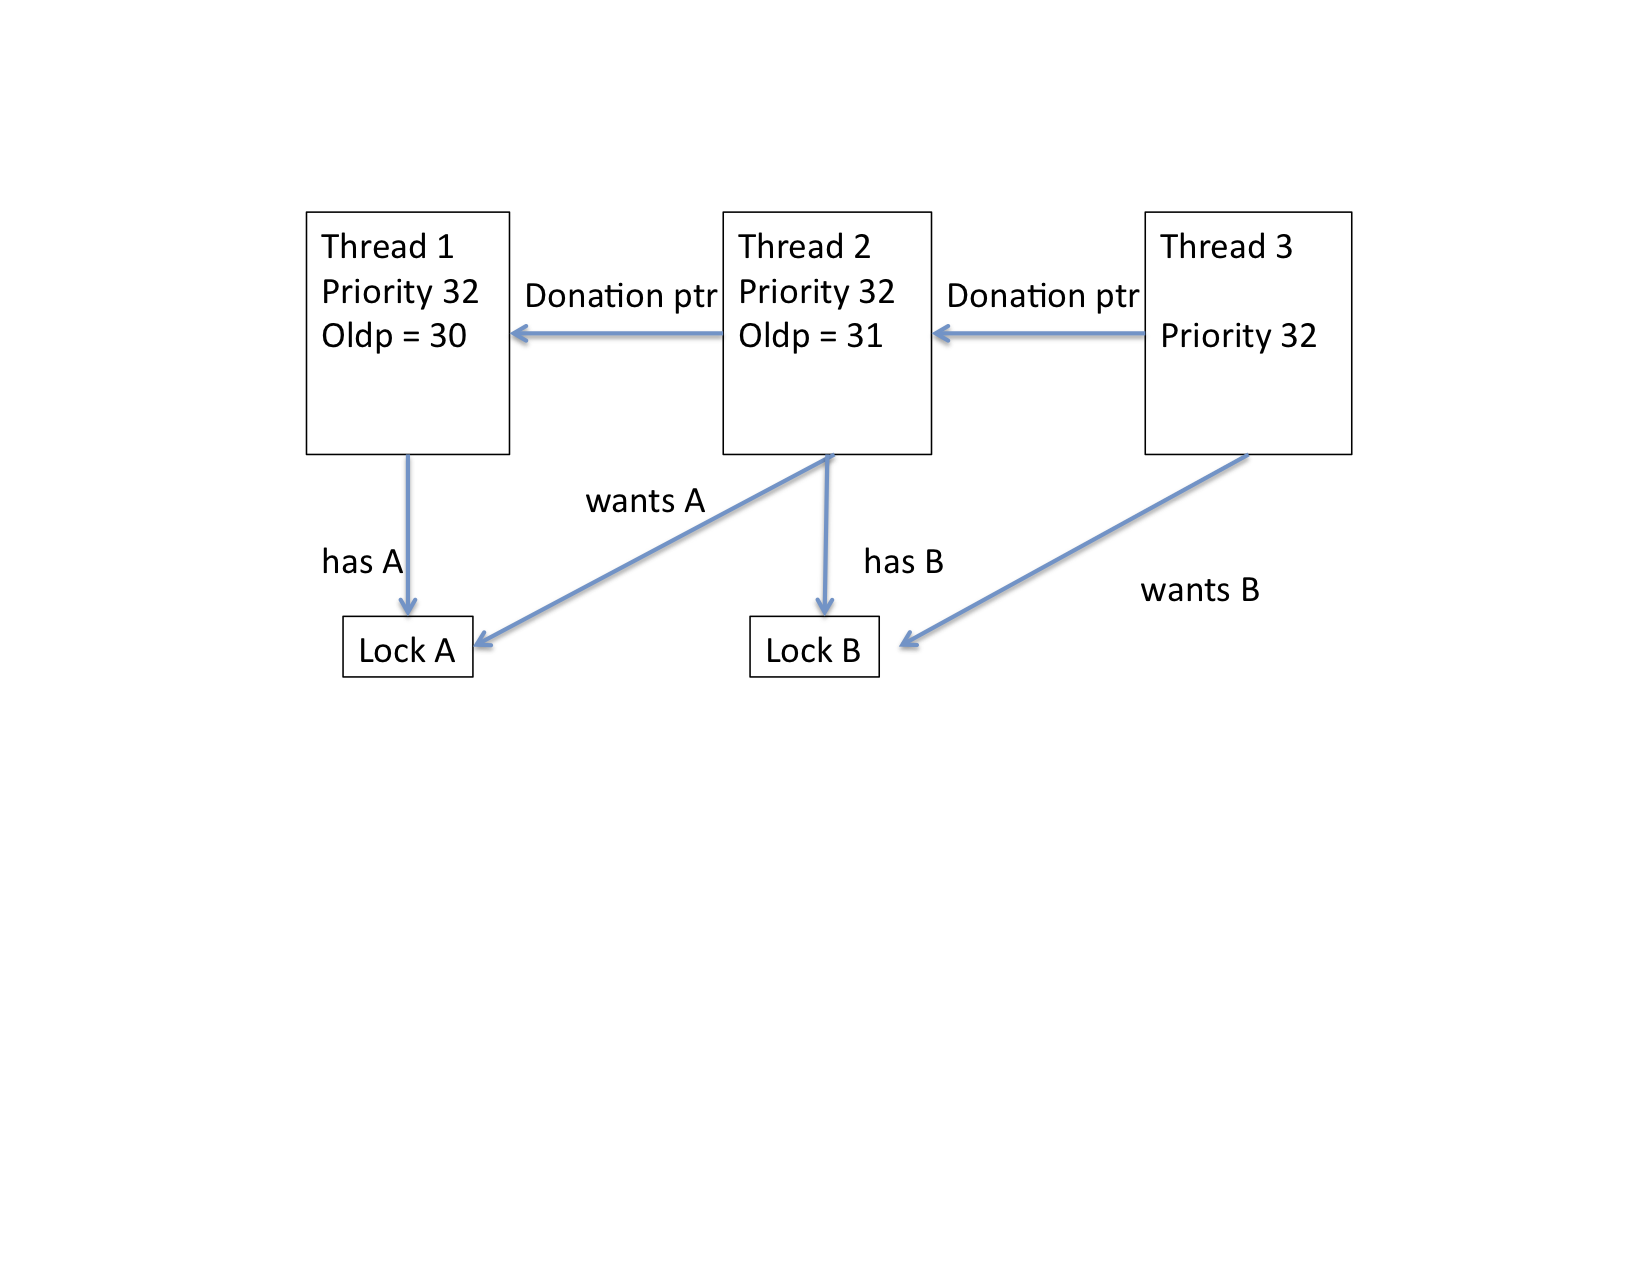 Thread 1
Priority 32
Oldp = 30
Donation ptr
Thread 2
Priority 32
Oldp = 31
Donation ptr
Thread 3
Priority 32
wants A
has A
has B
wants B
Lock A
Lock B